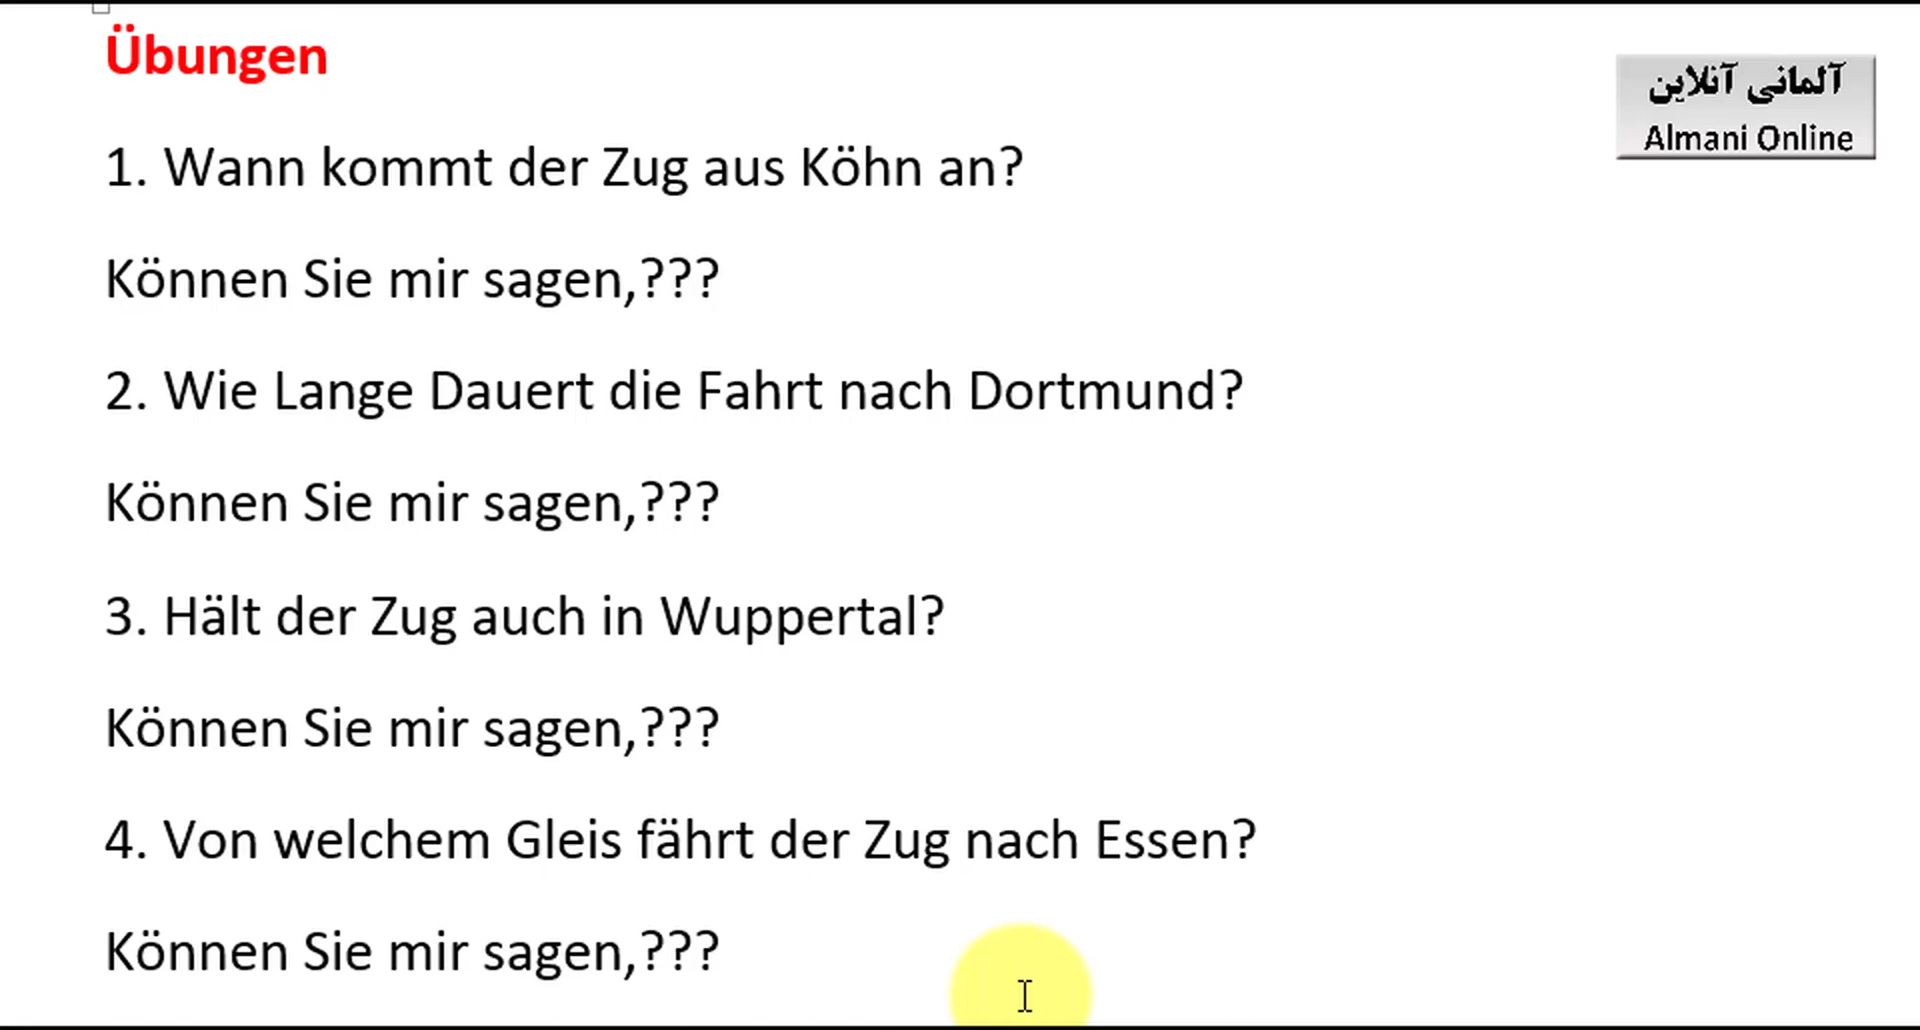 Übungen
آلمانی آنلاین
Almani Online
1. Wann kommt der Zug aus Köhn an?
Können Sie mir sagen,???
2. Wie Lange Dauert die Fahrt nach Dortmund?
Können Sie mir sagen,???
3. Hält der Zug auch in Wuppertal?
Können Sie mir sagen,???
4. Von welchem Gleis fährt der Zug nach Essen?
Können Sie mir sagen,???